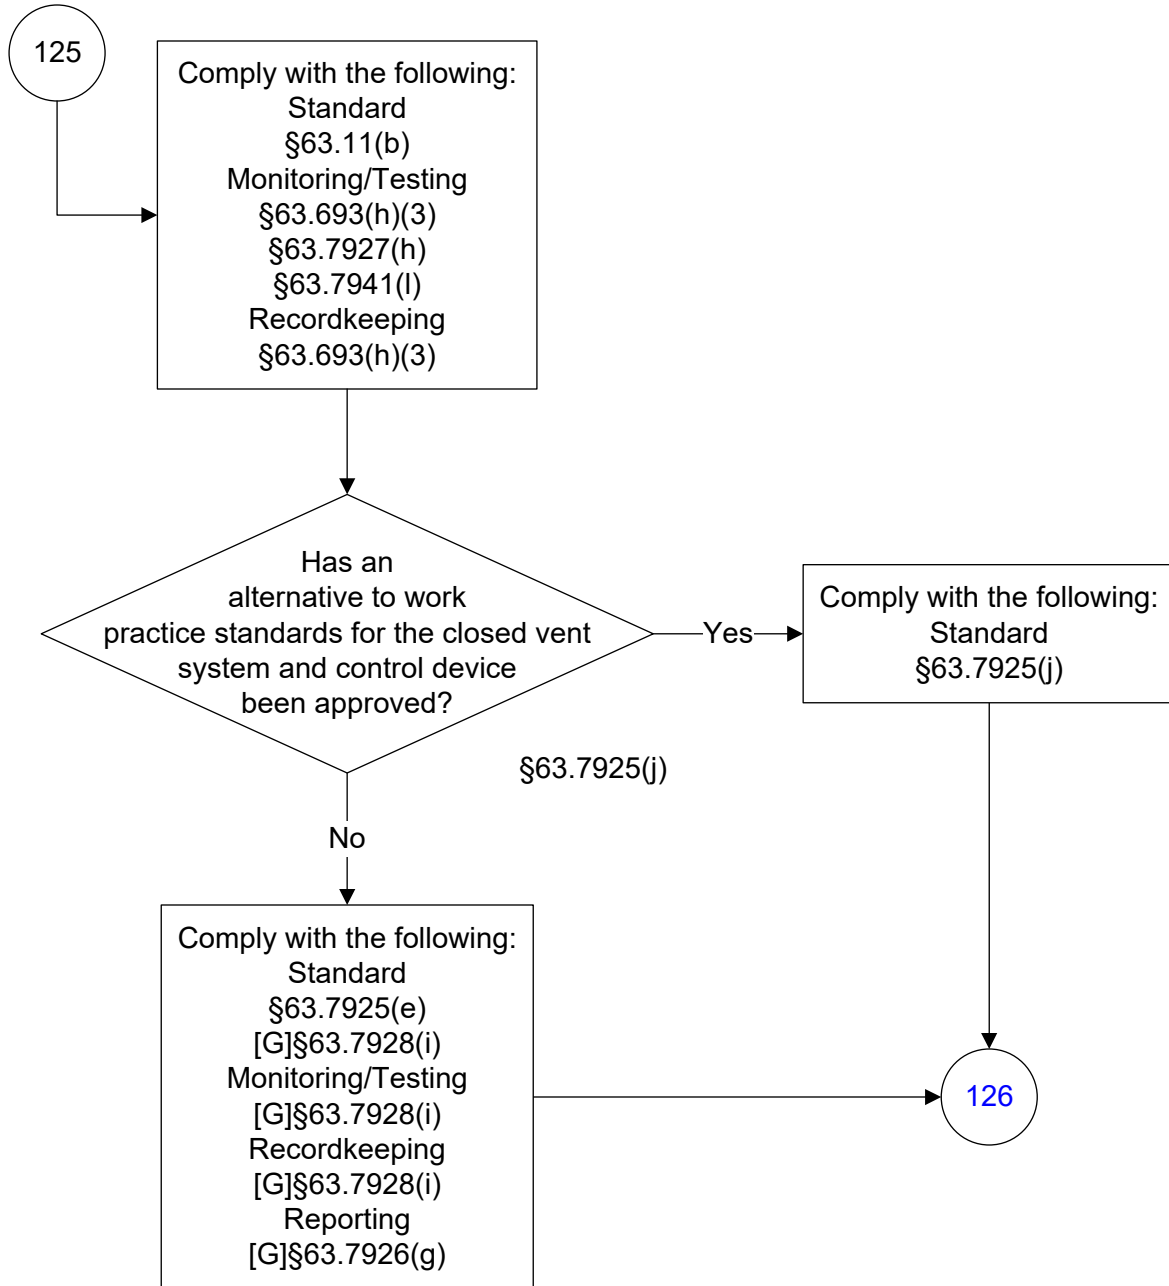 125
Comply with the following:
Standard
§63.11(b)
Monitoring/Testing
§63.693(h)(3)
§63.7927(h)
§63.7941(l)
Recordkeeping
§63.693(h)(3)
Has an
alternative to work
practice standards for the closed vent
system and control device
been approved?
Yes
Comply with the following:
Standard
§63.7925(j)
§63.7925(j)
No
Comply with the following:
Standard
§63.7925(e)
[G]§63.7928(i)
Monitoring/Testing
[G]§63.7928(i)
Recordkeeping
[G]§63.7928(i)
Reporting
[G]§63.7926(g)
126